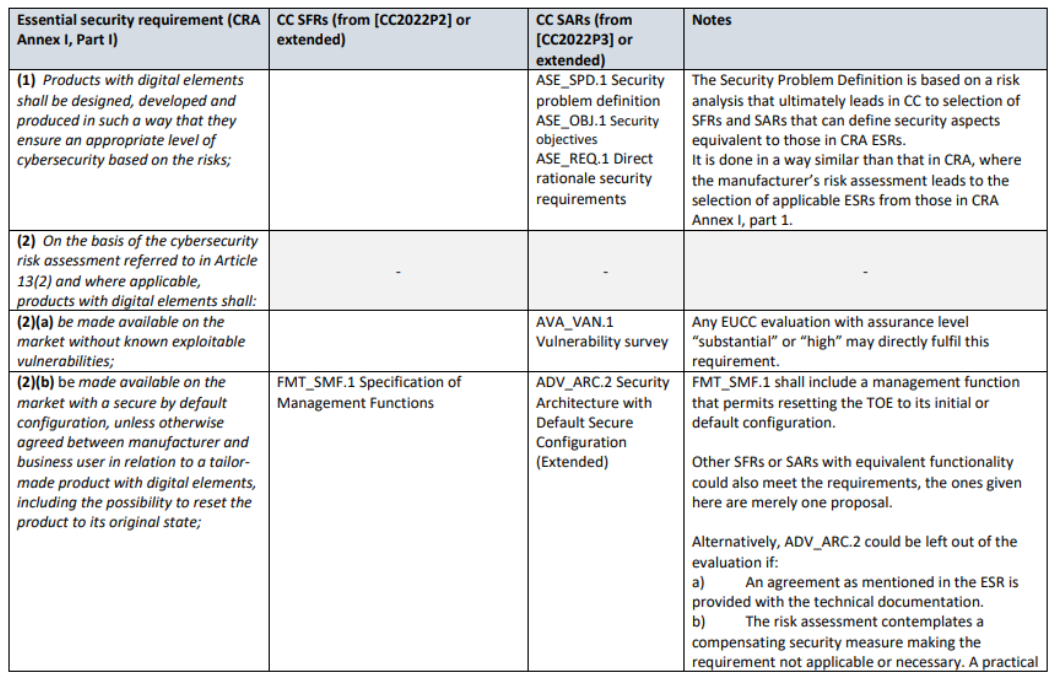 Essential security requirement (CRA
Annex I, Part I)
CC SFRs (from [CC2022P2] or
extended)
CC SARs (from
[CC2022P3] or
extended)
Notes
(1) Products with digital elements
shall be designed, developed and
produced in such a way that they
ensure an appropriate level of
cybersecurity based on the risks;
ASE_SPD.1 Security
problem definition
ASE_OBJ.1 Security
objectives
ASE_REQ.1 Direct
rationale security
requirements
The Security Problem Definition is based on a risk
analysis that ultimately leads in CC to selection of
SFRs and SARs that can define security aspects
equivalent to those in CRA ESRs.
It is done in a way similar than that in CRA, where
the manufacturer's risk assessment leads to the
selection of applicable ESRs from those in CRA
Annex I, part 1.
(2) On the basis of the cybersecurity
risk assessment referred to in Article
13(2) and where applicable,
products with digital elements shall:
-
-
-
(2)(a) be made available on the
market without known exploitable
vulnerabilities;
AVA_VAN.1
Vulnerability survey
Any EUCC evaluation with assurance level
"substantial" or "high" may directly fulfil this
requirement.
(2)(b) be made available on the
market with a secure by default
configuration, unless otherwise
agreed between manufacturer and
business user in relation to a tailor-
made product with digital elements,
including the possibility to reset the
product to its original state;
FMT_SMF.1 Specification of
Management Functions
ADV_ARC.2 Security
Architecture with
Default Secure
Configuration
(Extended)
FMT_SMF.1 shall include a management function
that permits resetting the TOE to its initial or
default configuration.
Other SFRs or SARs with equivalent functionality
could also meet the requirements, the ones given
here are merely one proposal.
Alternatively, ADV_ARC.2 could be left out of the
evaluation if:
a) An agreement as mentioned in the ESR is
provided with the technical documentation.
b) The risk assessment contemplates a
compensating security measure making the
requirement not applicable or necessary. A practical